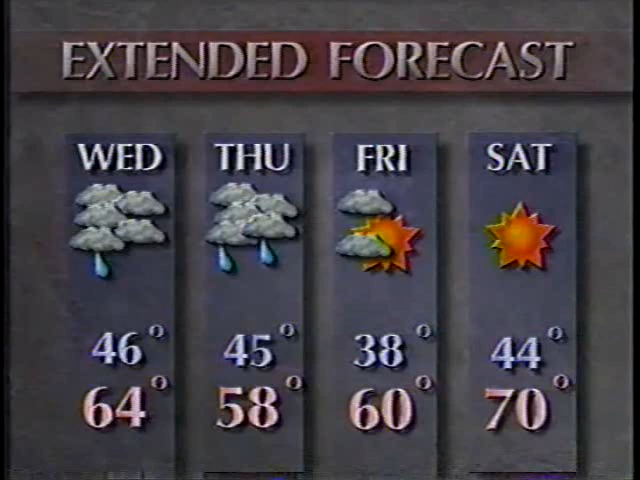 EXTENDED FORECAST
WED THU FRI SAT
46° 45° 38° 44°
64° 58° 60° 70°